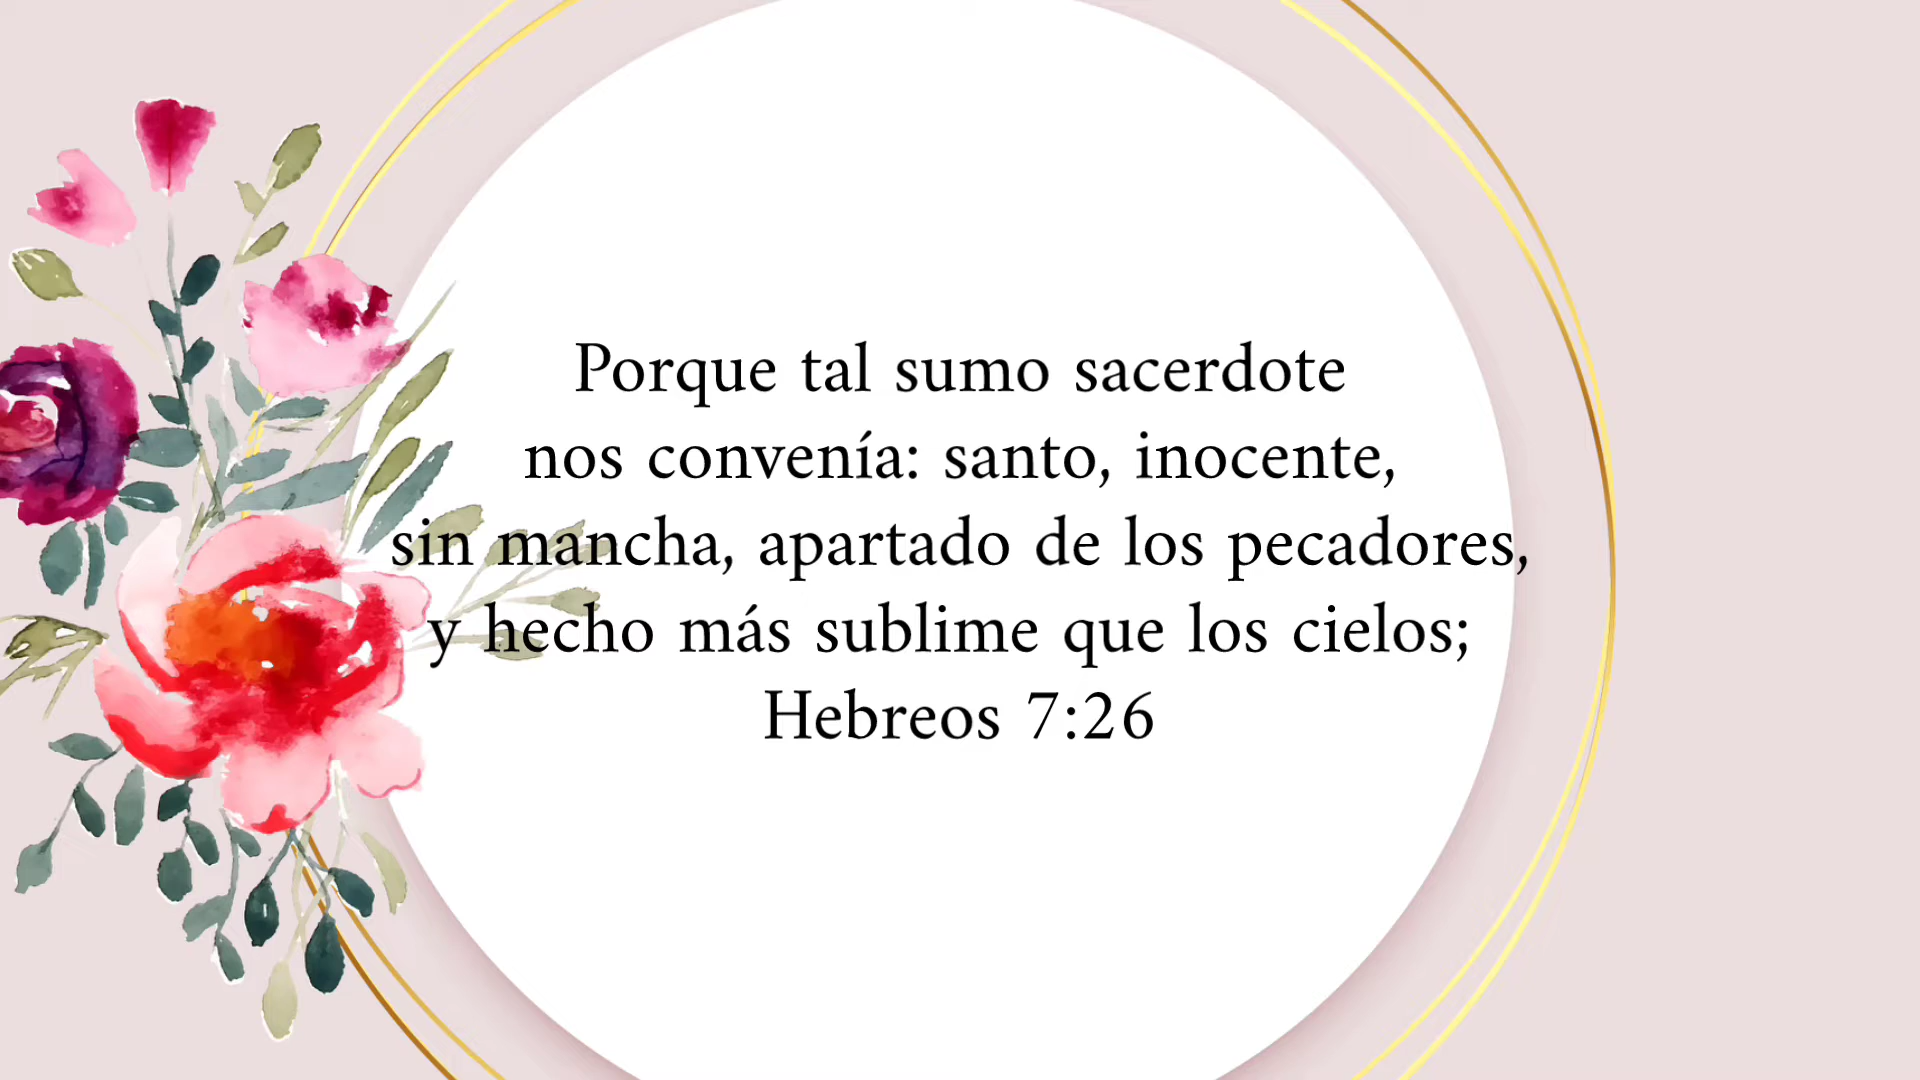 Porque tal sumo sacerdote
nos convenía: santo, inocente,
sin mancha, apartado de los pecadores,
y hecho más sublime que los cielos;
Hebreos 7:26